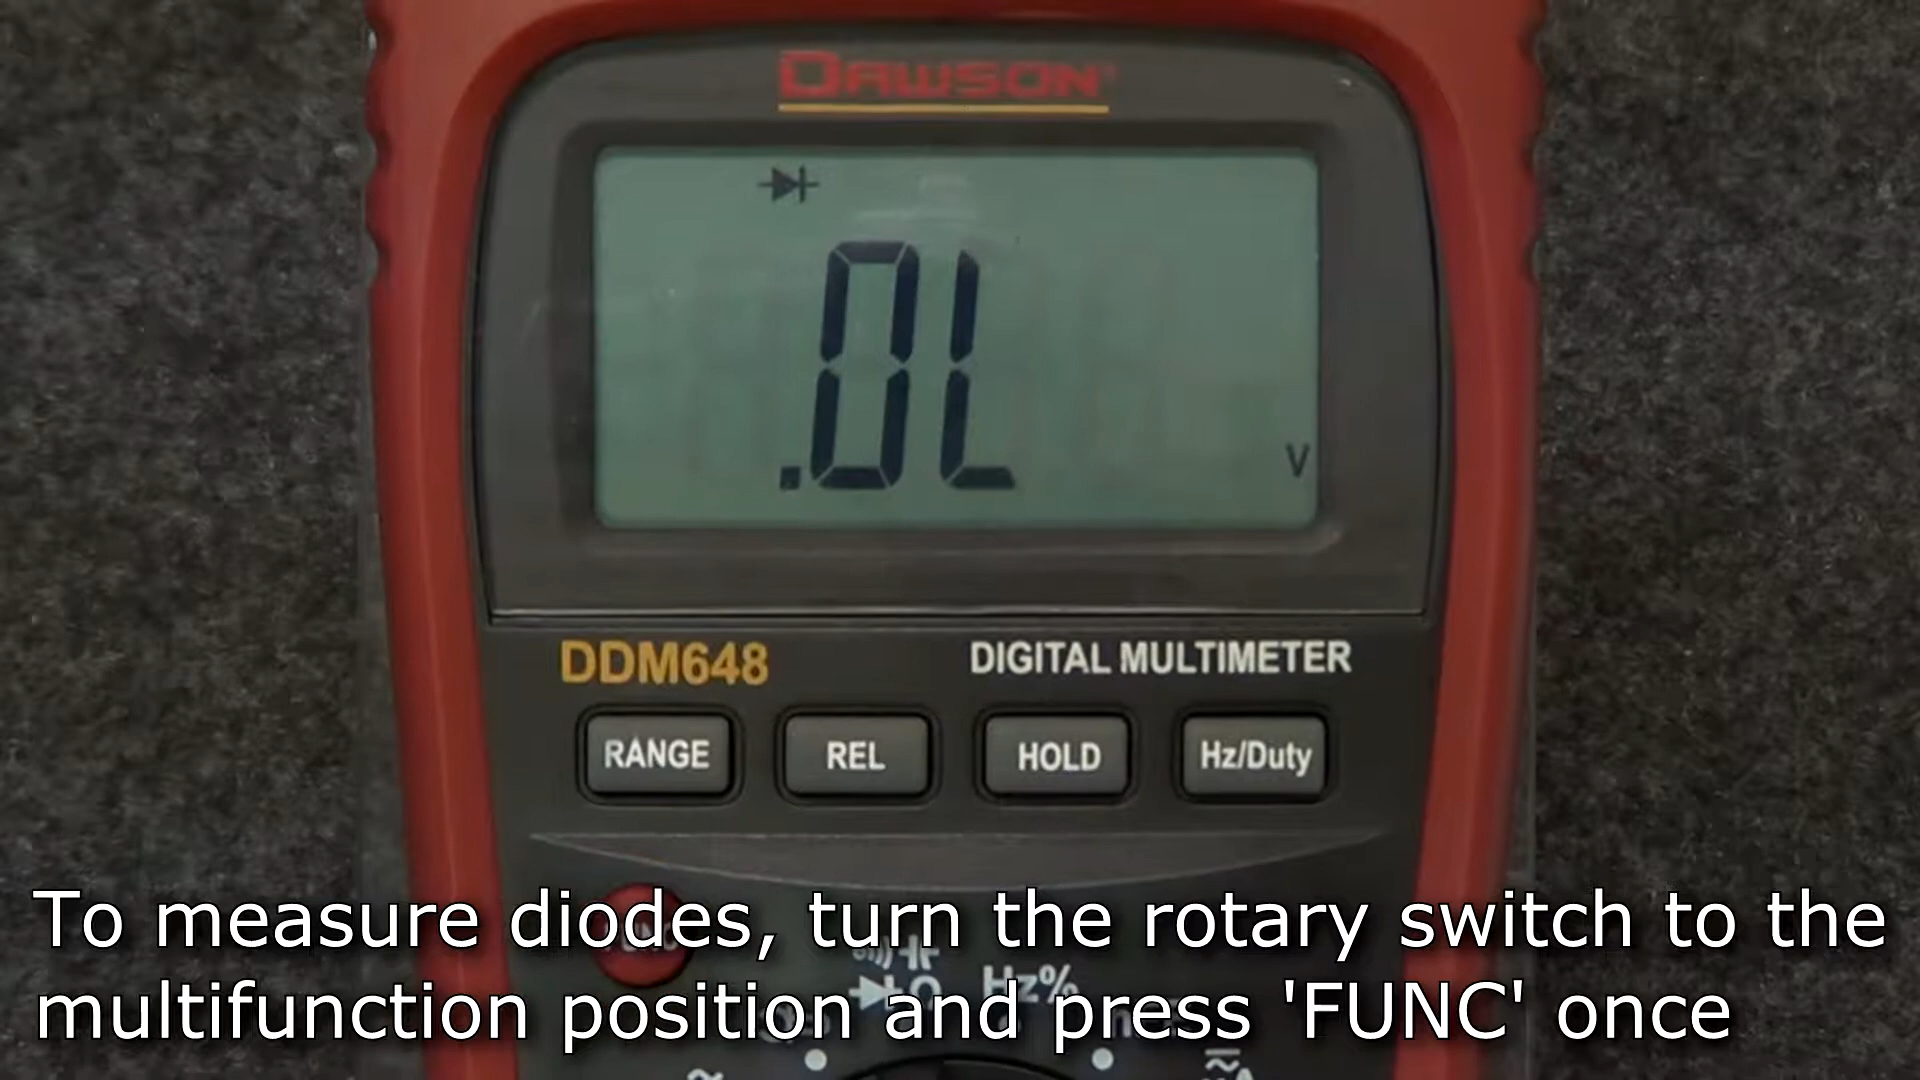 DAWSON
.0L
V
DDM648
DIGITAL MULTIMETER
RANGE
REL
HOLD
Hz/Duty
Hz%
To measure diodes, turn the rotary switch to the
multifunction position and press 'FUNC' once